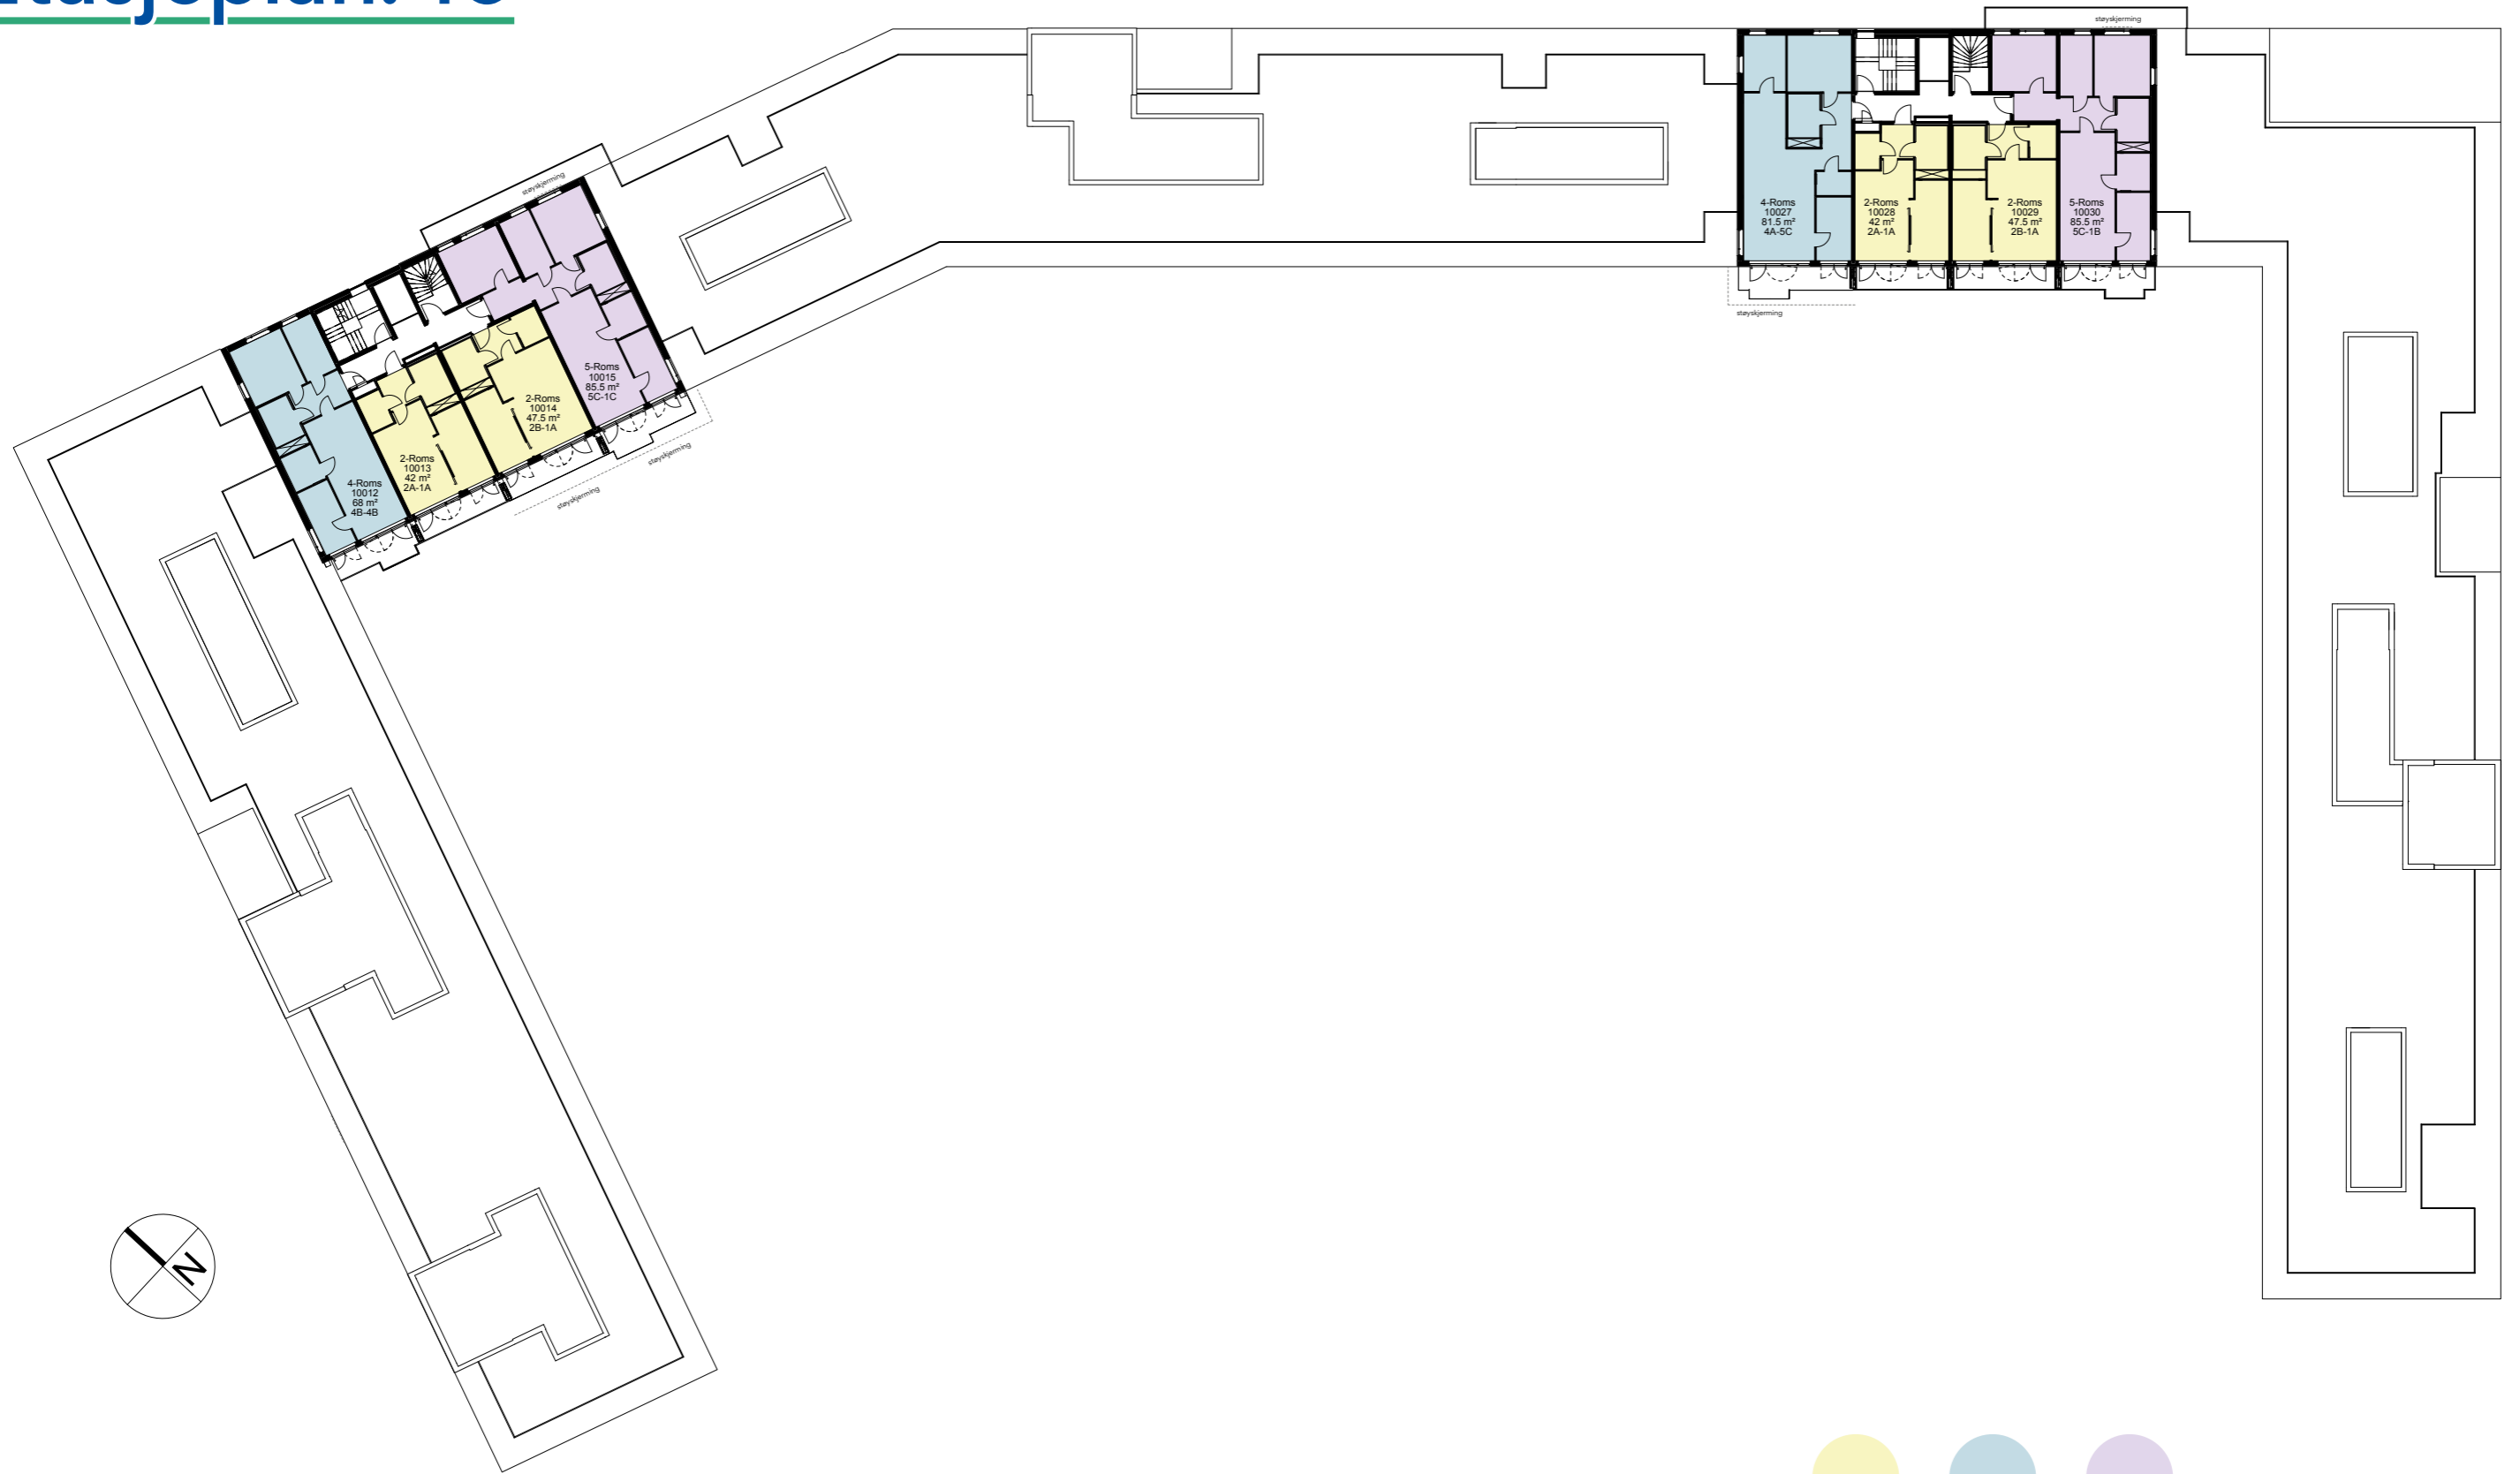 Etasjeplan: 10
støyskjerming
4-Roms
10027
81.5 m²
4A-5C
2-Roms
10028
42 m²
2A-1A
2-Roms
10029
47.5 m²
2B-1A
5-Roms
10030
85.5 m²
5C-1B
støyskjerming
støyskjerming
5-Roms
10015
85.5 m²
5C-1C
2-Roms
10014
47.5 m²
2B-1A
2-Roms
10013
42 m²
2A-1A
4-Roms
10012
68 m²
4B-4B
støyskjerming
støyskjerming
N